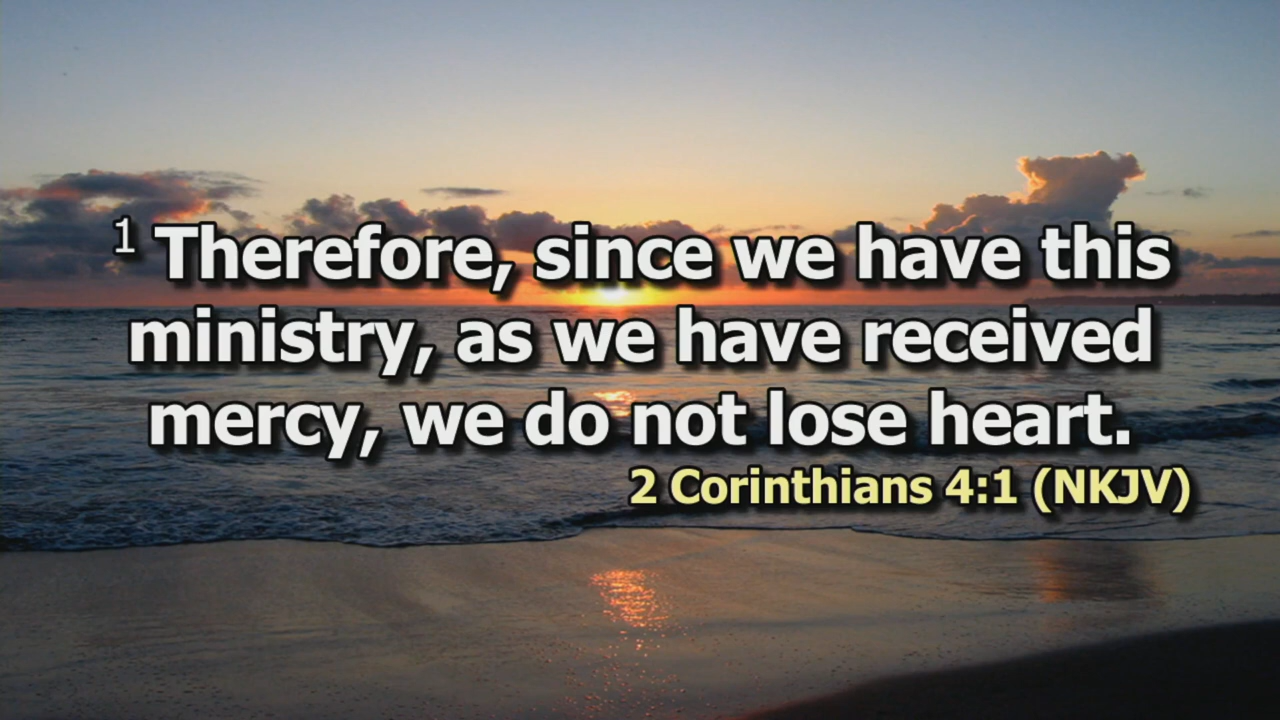 1 Therefore, since we have this
ministry, as we have received
mercy, we do not lose heart.
2 Corinthians 4:1 (NKJV)